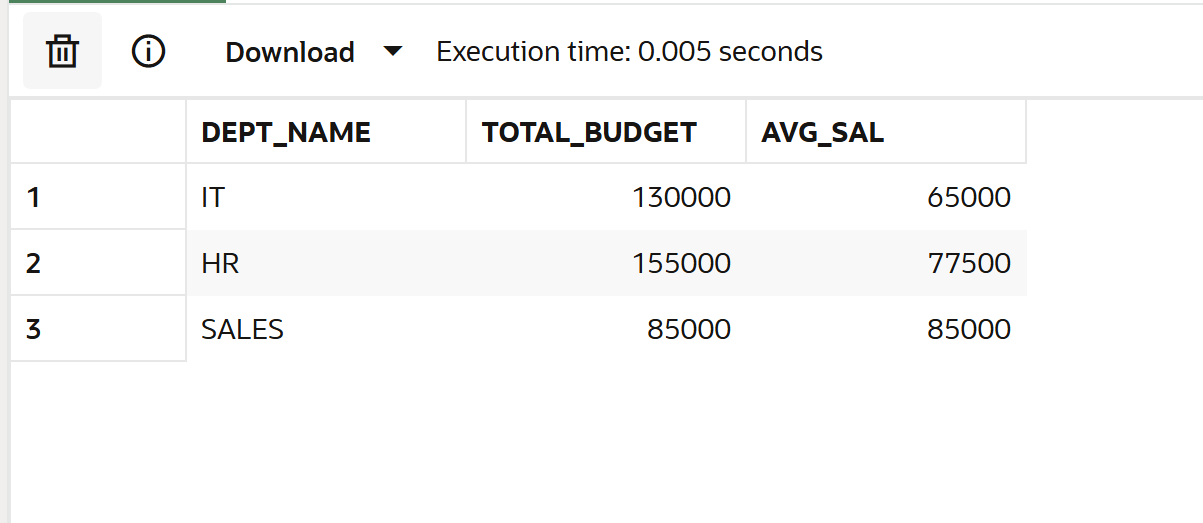 Download Execution time: 0.005 seconds
DEPT_NAME TOTAL_BUDGET AVG_SAL
1 IT 130000 65000
2 HR 155000 77500
3 SALES 85000 85000